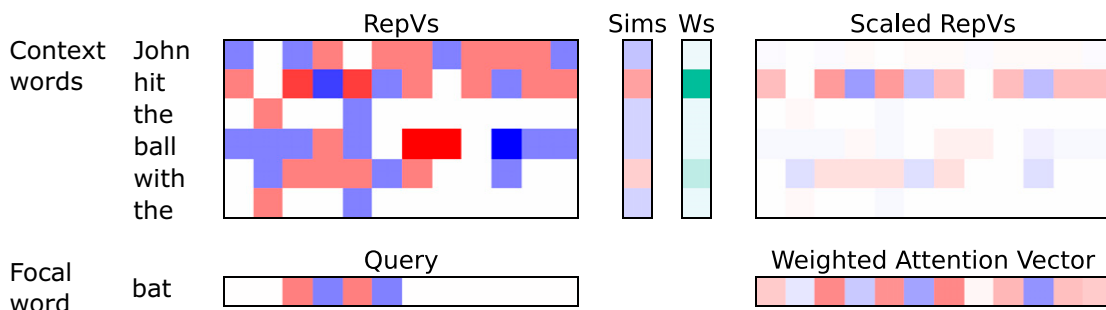 RepVs Sims Ws Scaled RepVs
Context John
words hit
the
ball
with
the
Query Weighted Attention Vector
Focal
word bat